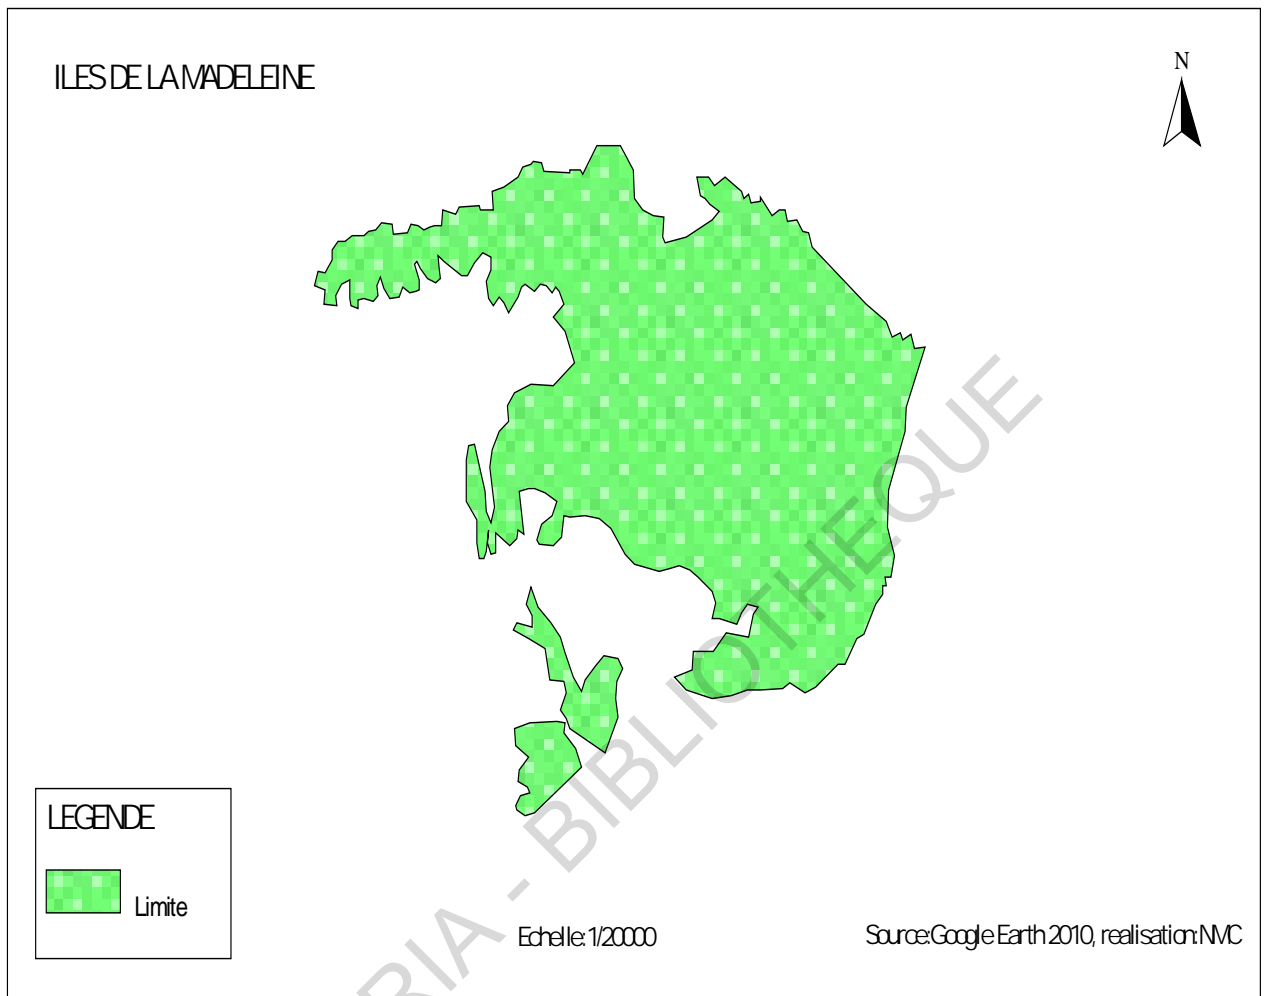 ILES DE LA MADELEINE
N
LEGENDE
Limite
Echelle: 1/20000
Source:Google Earth 2010, realisation:NMC
RIA - BIBLIOTHEQUE